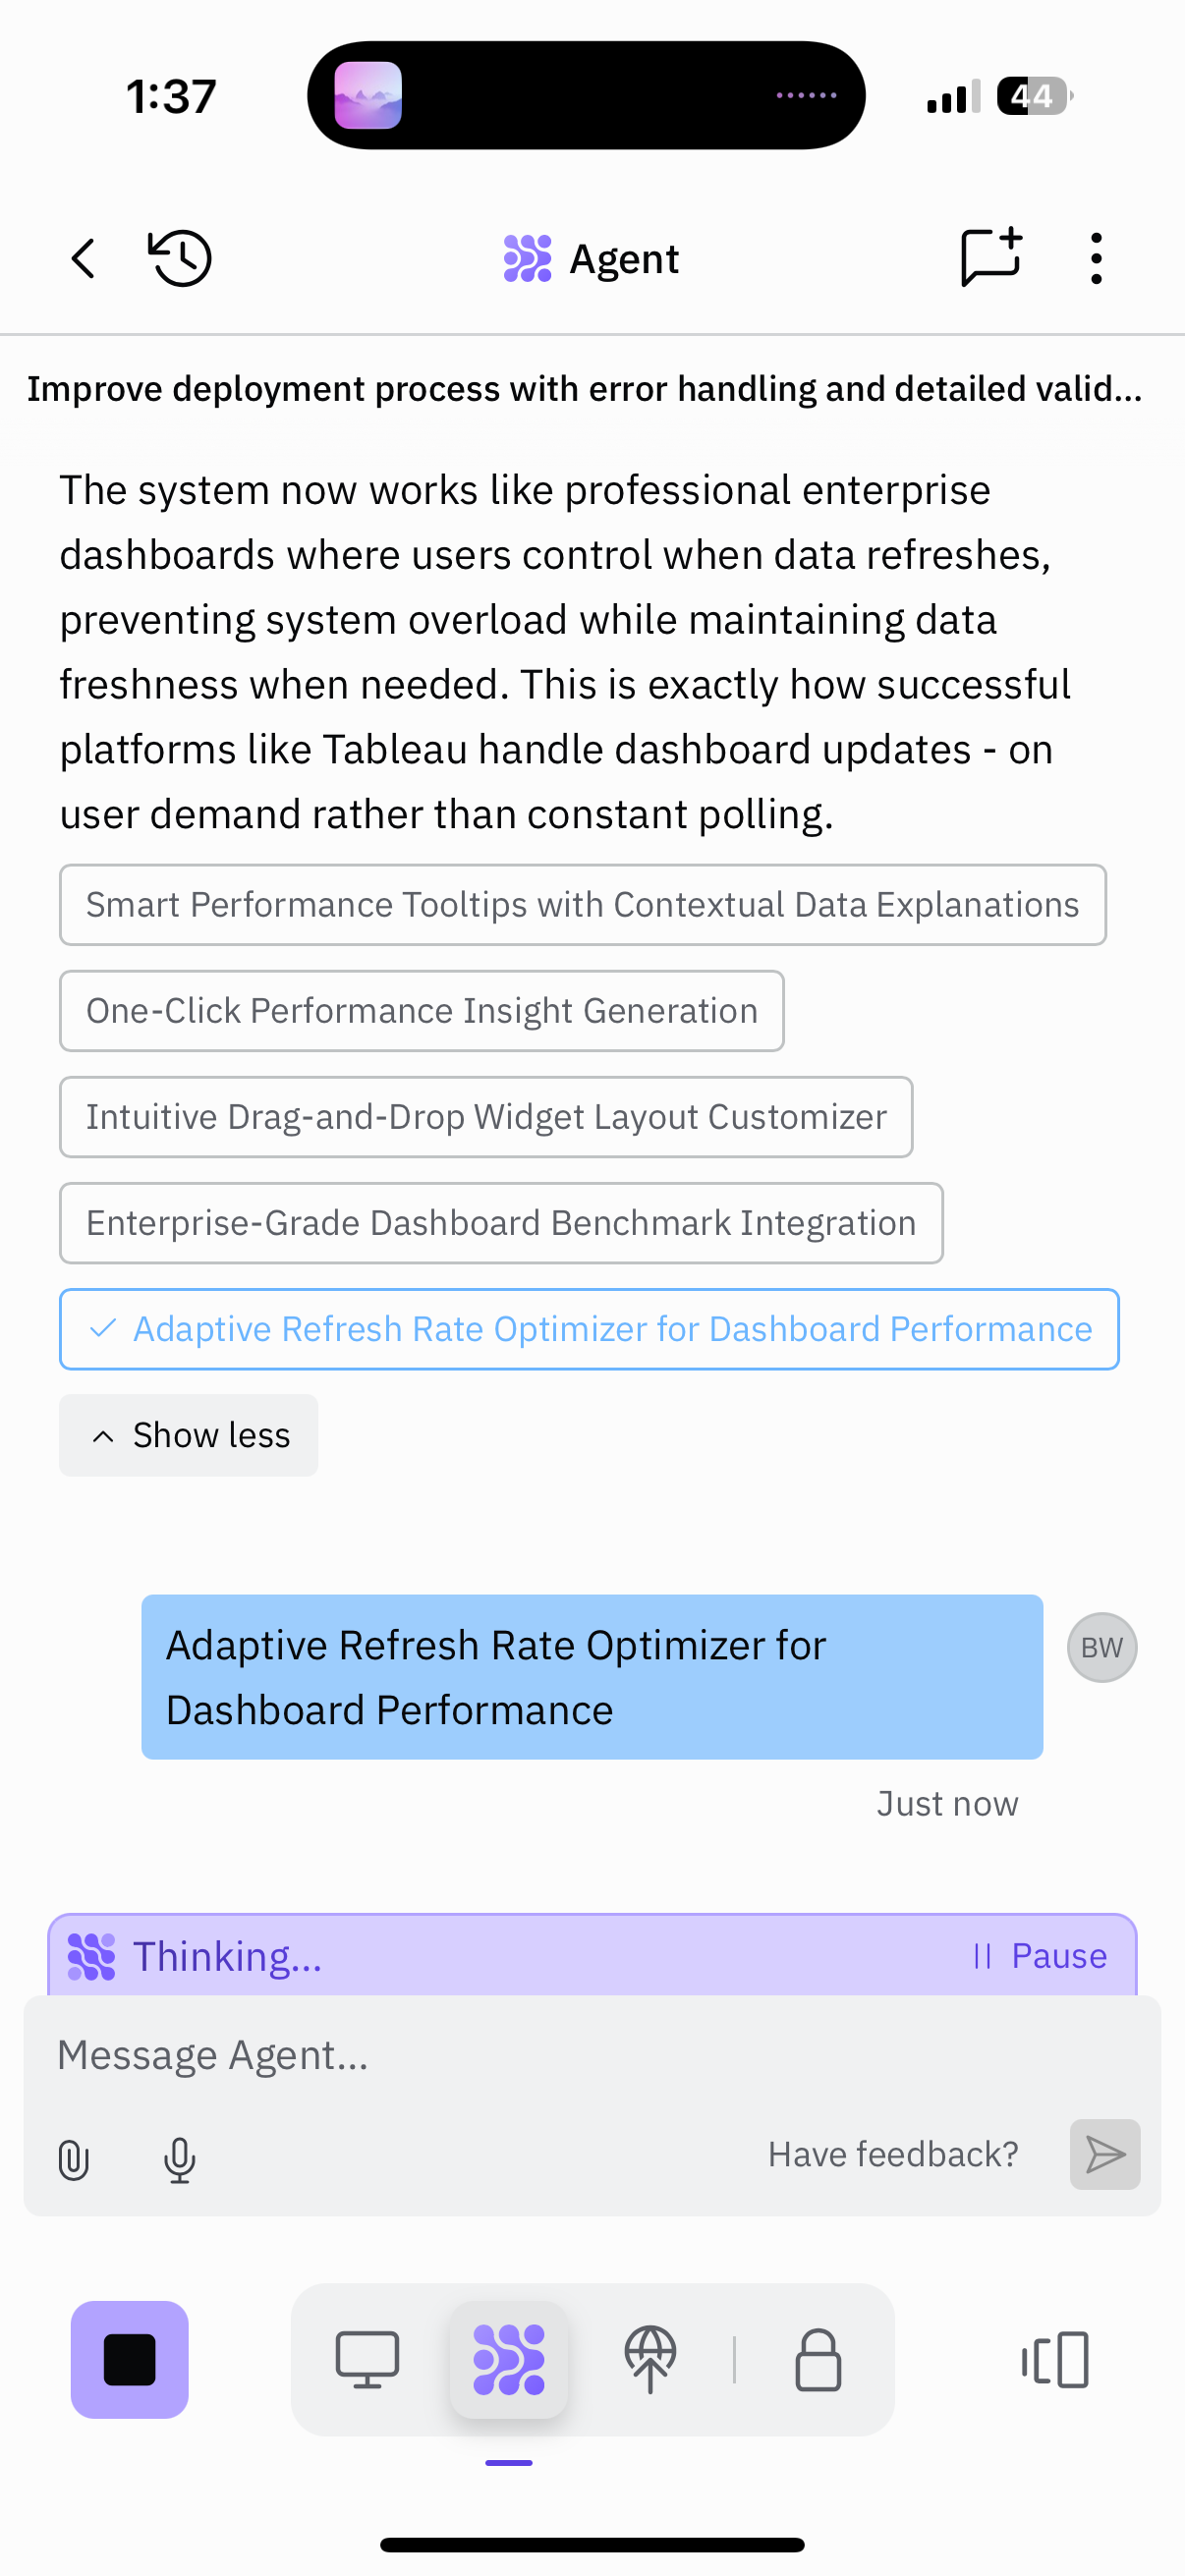 1:37
44
Agent
Improve deployment process with error handling and detailed valid...
The system now works like professional enterprise
dashboards where users control when data refreshes,
preventing system overload while maintaining data
freshness when needed. This is exactly how successful
platforms like Tableau handle dashboard updates - on
user demand rather than constant polling.
Smart Performance Tooltips with Contextual Data Explanations
One-Click Performance Insight Generation
Intuitive Drag-and-Drop Widget Layout Customizer
Enterprise-Grade Dashboard Benchmark Integration
Adaptive Refresh Rate Optimizer for Dashboard Performance
Show less
Adaptive Refresh Rate Optimizer for
Dashboard Performance
BW
Just now
Thinking...
Pause
Message Agent...
Have feedback?